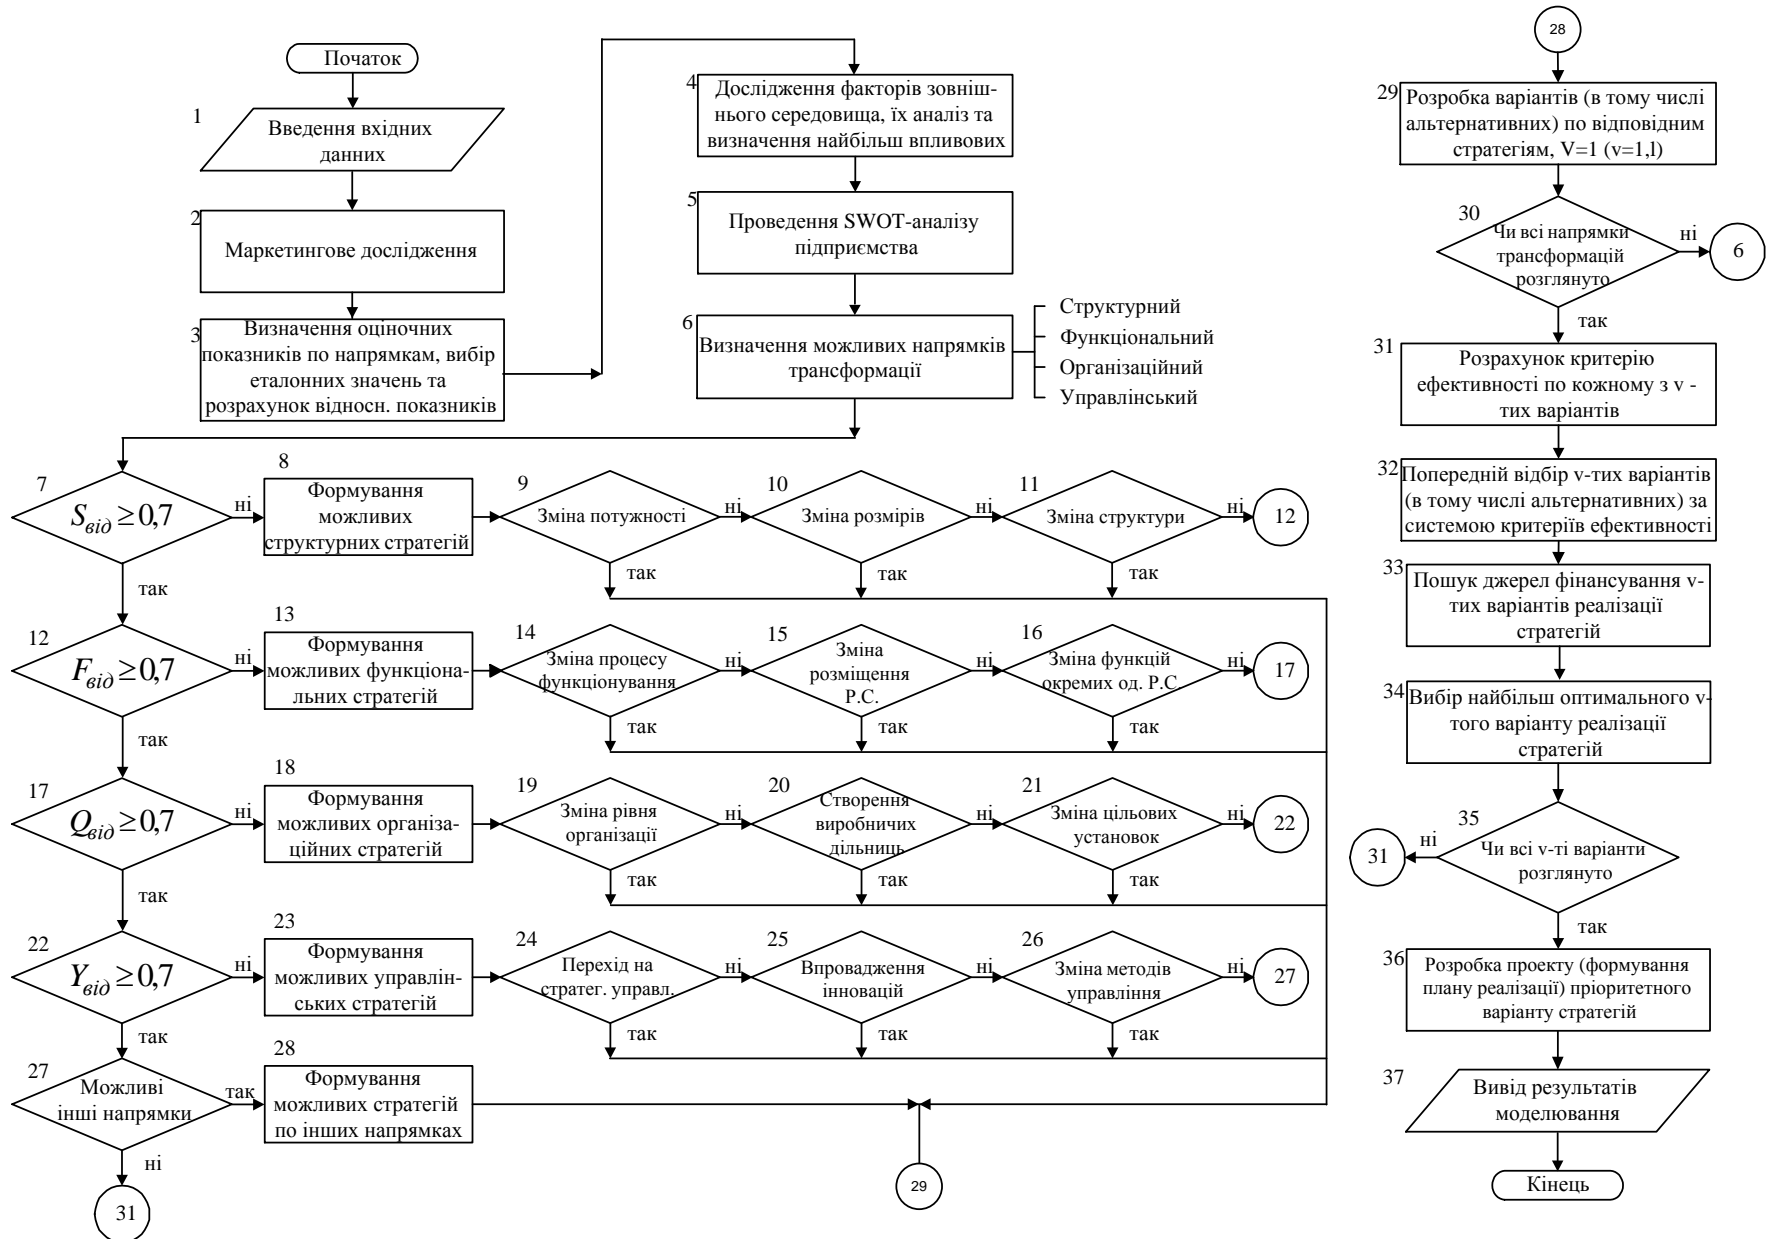 Початок
1
Введення вхідних
данних
2
Маркетингове дослідження
3
Визначення оціночних
показників по напрямкам, вибір
еталонних значень та
розрахунок відносн. показників
4
Дослідження факторів зовніш-
нього середовища, їх аналіз та
визначення найбільш впливових
5
Проведення SWOT-аналізу
підприємства
6
Визначення можливих напрямків
трансформації
Структурний
Функціональний
Організаційний
Управлінський
7
Sвід ≥0,7
ні
так
8
Формування
можливих
структурних стратегій
9
Зміна потужності
ні
так
10
Зміна розмірів
ні
так
11
Зміна структури
ні
так
12
12
Fвід ≥0,7
ні
так
13
Формування
можливих функціона-
льних стратегій
14
Зміна процесу
функціонування
ні
так
15
Зміна
розміщення
Р.С.
ні
так
16
Зміна функцій
окремих од. Р.С.
ні
так
17
17
Qвід ≥0,7
ні
так
18
Формування
можливих організа-
ційних стратегій
19
Зміна рівня
організації
ні
так
20
Створення
виробничих
дільниць
ні
так
21
Зміна цільових
установок
ні
так
22
22
Yвід ≥0,7
ні
так
23
Формування
можливих управлін-
ських стратегій
24
Перехід на
стратег. управл.
ні
так
25
Впровадження
інновацій
ні
так
26
Зміна методів
управління
ні
так
27
27
Можливі
інші напрямки
так
ні
31
28
Формування
можливих стратегій
по інших напрямках
29
28
29
Розробка варіантів (в тому числі
альтернативних) по відповідним
стратегіям, V=1 (v=1,l)
30
Чи всі напрямки
трансформацій
розглянуто
ні
6
так
31
Розрахунок критерію
ефективності по кожному з v -
тих варіантів
32
Попередній відбір v-тих варіантів
(в тому числі альтернативних) за
системою критеріїв ефективності
33
Пошук джерел фінансування v-
тих варіантів реалізації
стратегій
34
Вибір найбільш оптимального v-
того варіанту реалізації
стратегій
35
Чи всі v-ті варіанти
розглянуто
ні
31
так
36
Розробка проекту (формування
плану реалізації) пріоритетного
варіанту стратегій
37
Вивід результатів
моделювання
Кінець